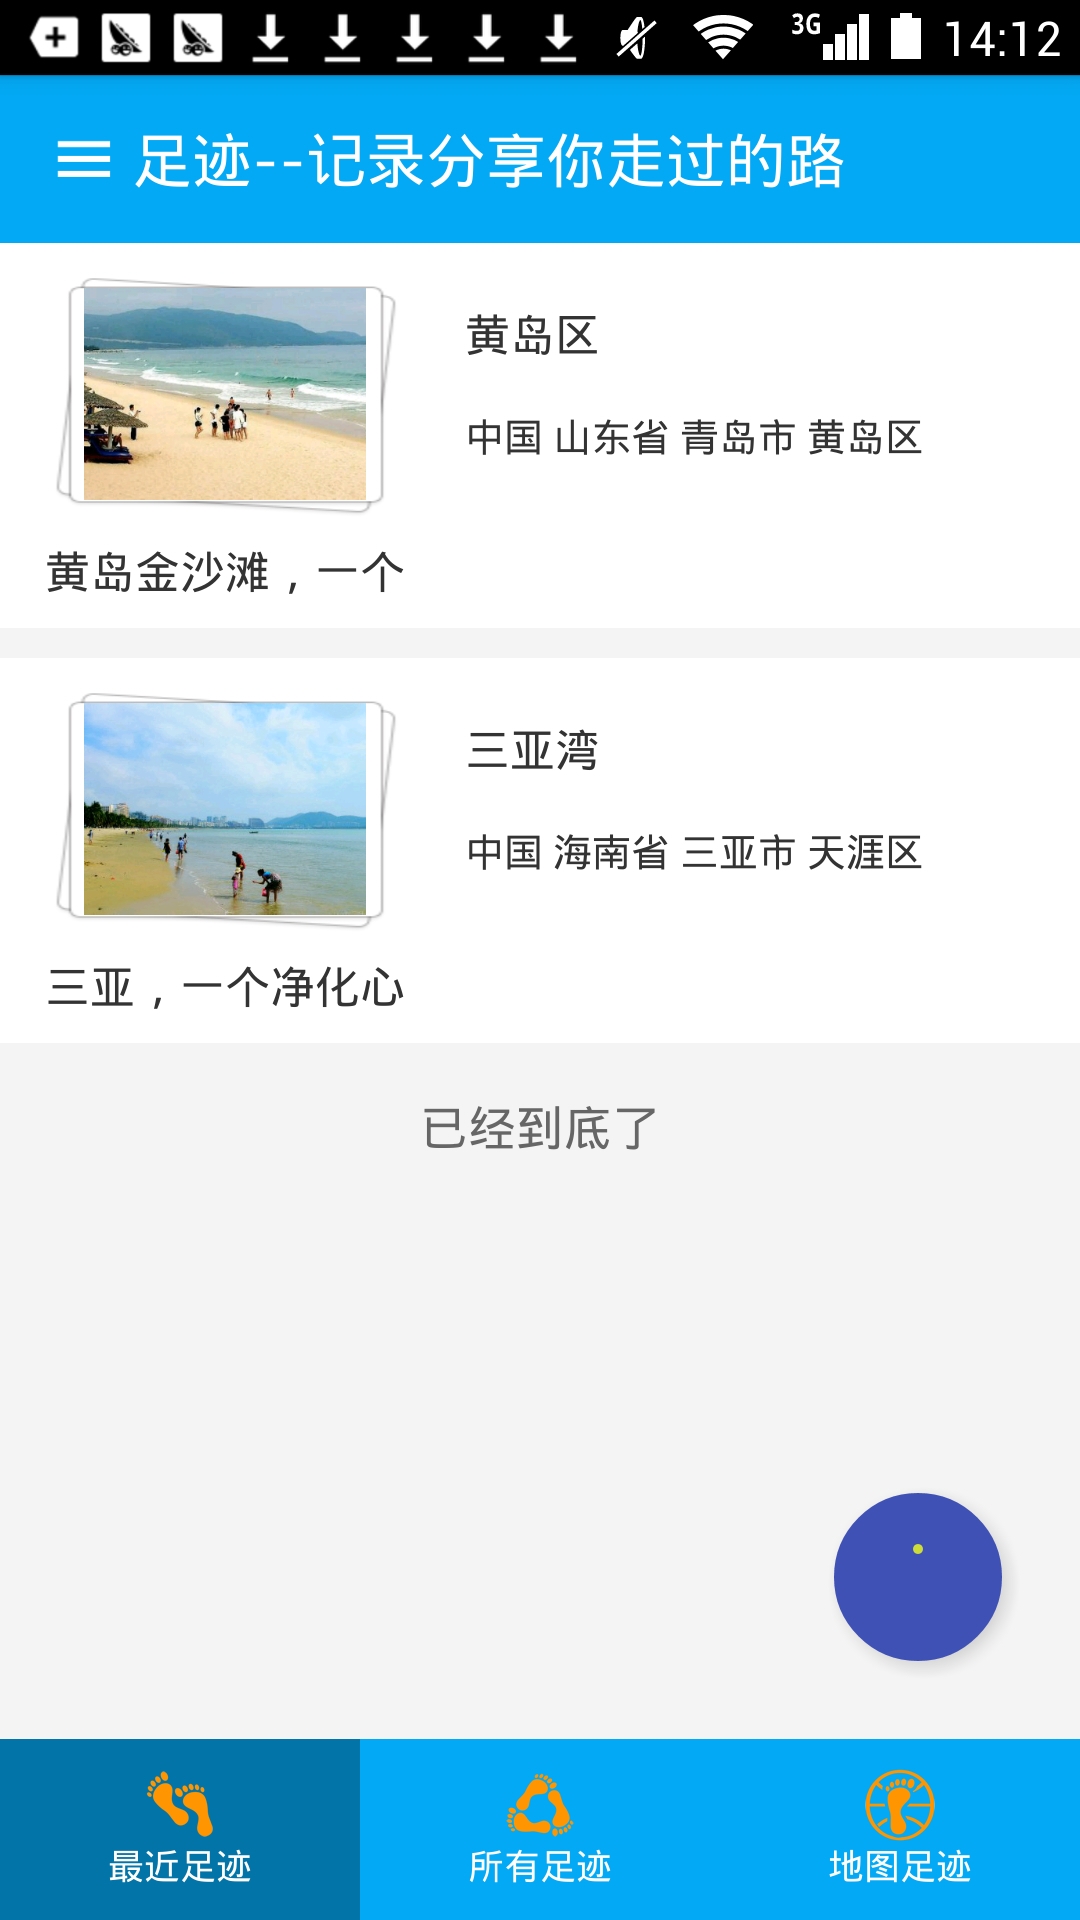 3G 14:12
足迹--记录分享你走过的路
黄岛区
中国 山东省 青岛市 黄岛区
黄岛金沙滩，一个
三亚湾
中国 海南省 三亚市 天涯区
三亚，一个净化心
已经到底了
最近足迹 所有足迹 地图足迹